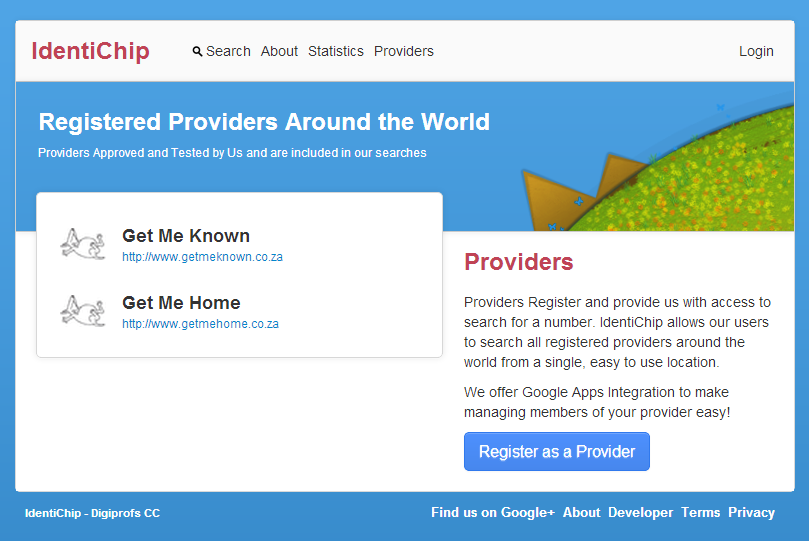 IdentiChip
Search About Statistics Providers
Login
Registered Providers Around the World
Providers Approved and Tested by Us and are included in our searches
Get Me Known
http://www.getmeknown.co.za
Get Me Home
http://www.getmehome.co.za
Providers
Providers Register and provide us with access to
search for a number. IdentiChip allows our users
to search all registered providers around the
world from a single, easy to use location.
We offer Google Apps Integration to make
managing members of your provider easy!
Register as a Provider
IdentiChip - Digiprofs CC
Find us on Google+ About Developer Terms Privacy